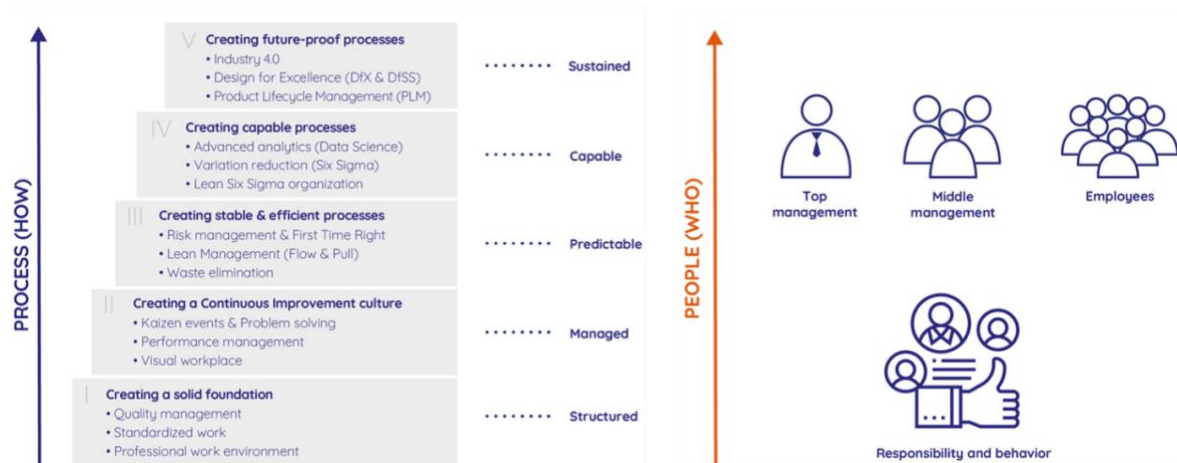 PROCESS (HOW)
V Creating future-proof processes
• Industry 4.0
• Design for Excellence (DfX & DfSS)
• Product Lifecycle Management (PLM)
Sustained
IV Creating capable processes
• Advanced analytics (Data Science)
• Variation reduction (Six Sigma)
• Lean Six Sigma organization
Capable
III Creating stable & efficient processes
• Risk management & First Time Right
• Lean Management (Flow & Pull)
• Waste elimination
Predictable
II Creating a Continuous Improvement culture
• Kaizen events & Problem solving
• Performance management
• Visual workplace
Managed
I Creating a solid foundation
• Quality management
• Standardized work
• Professional work environment
Structured
PEOPLE (WHO)
Top
management
Middle
management
Employees
Responsibility and behavior